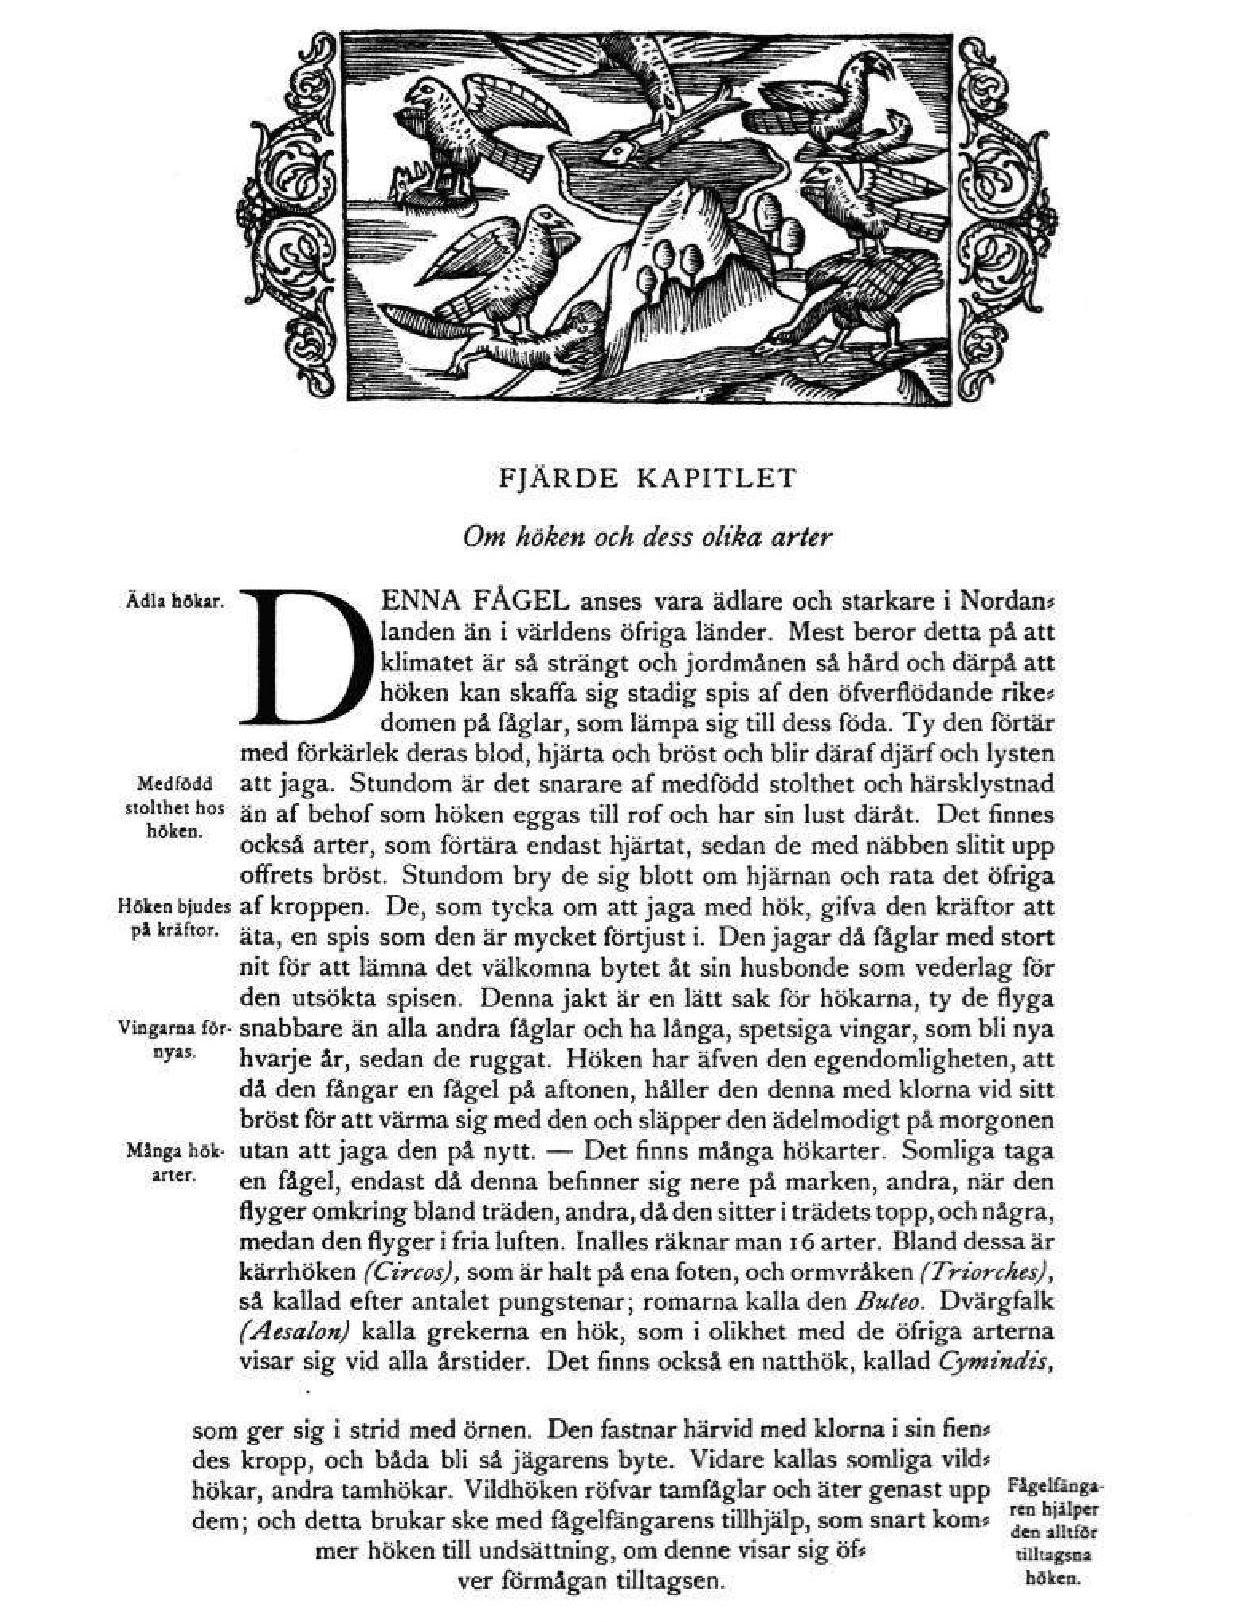 FJÄRDE KAPITLET
Om höken och dess olika arter
Ädla hökar.
DENNA FÅGEL anses vara ädlare och starkare i Nordan-
landen än i världens öfriga länder. Mest beror detta på att
klimatet är så strängt och jordmånen så hård och därpå att
höken kan skaffa sig stadig spis af den öfverflödande rike-
domen på fåglar, som lämpa sig till dess föda. Ty den förtär
med förkärlek deras blod, hjärta och bröst och blir däraf djärf och lysten
Medfödd
stolthet hos
höken.
att jaga. Stundom är det snarare af medfödd stolthet och härsklystnad
än af behof som höken eggas till rof och har sin lust däråt. Det finnes
också arter, som förtära endast hjärtat, sedan de med näbben slitit upp
offrets bröst. Stundom bry de sig blott om hjärnan och rata det öfriga
Höken bjudes
på kräftor.
af kroppen. De, som tycka om att jaga med hök, gifva den kräftor att
äta, en spis som den är mycket förtjust i. Den jagar då fåglar med stort
nit för att lämna det välkomna bytet åt sin husbonde som vederlag för
den utsökta spisen. Denna jakt är en lätt sak för hökarna, ty de flyga
Vingarna för-
nyas.
snabbare än alla andra fåglar och ha långa, spetsiga vingar, som bli nya
hvarje år, sedan de ruggat. Höken har äfven den egendomligheten, att
då den fångar en fågel på aftonen, håller den denna med klorna vid sitt
bröst för att värma sig med den och släpper den ädelmodigt på morgonen
Många hök-
arter.
utan att jaga den på nytt. — Det finns många hökarter. Somliga taga
en fågel, endast då denna befinner sig nere på marken, andra, när den
flyger omkring bland träden, andra, då den sitter i trädets topp, och några,
medan den flyger i fria luften. Inalles räknar man 16 arter. Bland dessa är
kärrhöken (Circos), som är halt på ena foten, och ormvråken (Triorches),
så kallad efter antalet pungstenar; romarna kalla den Buteo. Dvärgfalk
(Aesalon) kalla grekerna en hök, som i olikhet med de öfriga arterna
visar sig vid alla årstider. Det finns också en natthök, kallad Cymindis,
som ger sig i strid med örnen. Den fastnar härvid med klorna i sin fien-
des kropp, och båda bli så jägarens byte. Vidare kallas somliga vild-
hökar, andra tamhökar. Vildhöken röfvar tamfåglar och äter genast upp
dem; och detta brukar ske med fågelfängarens tillhjälp, som snart kom-
mer höken till undsättning, om denne visar sig öf-
ver förmågan tilltagsen.
Fågelfånga-
ren hjälper
den alltför
tilltagsna
höken.